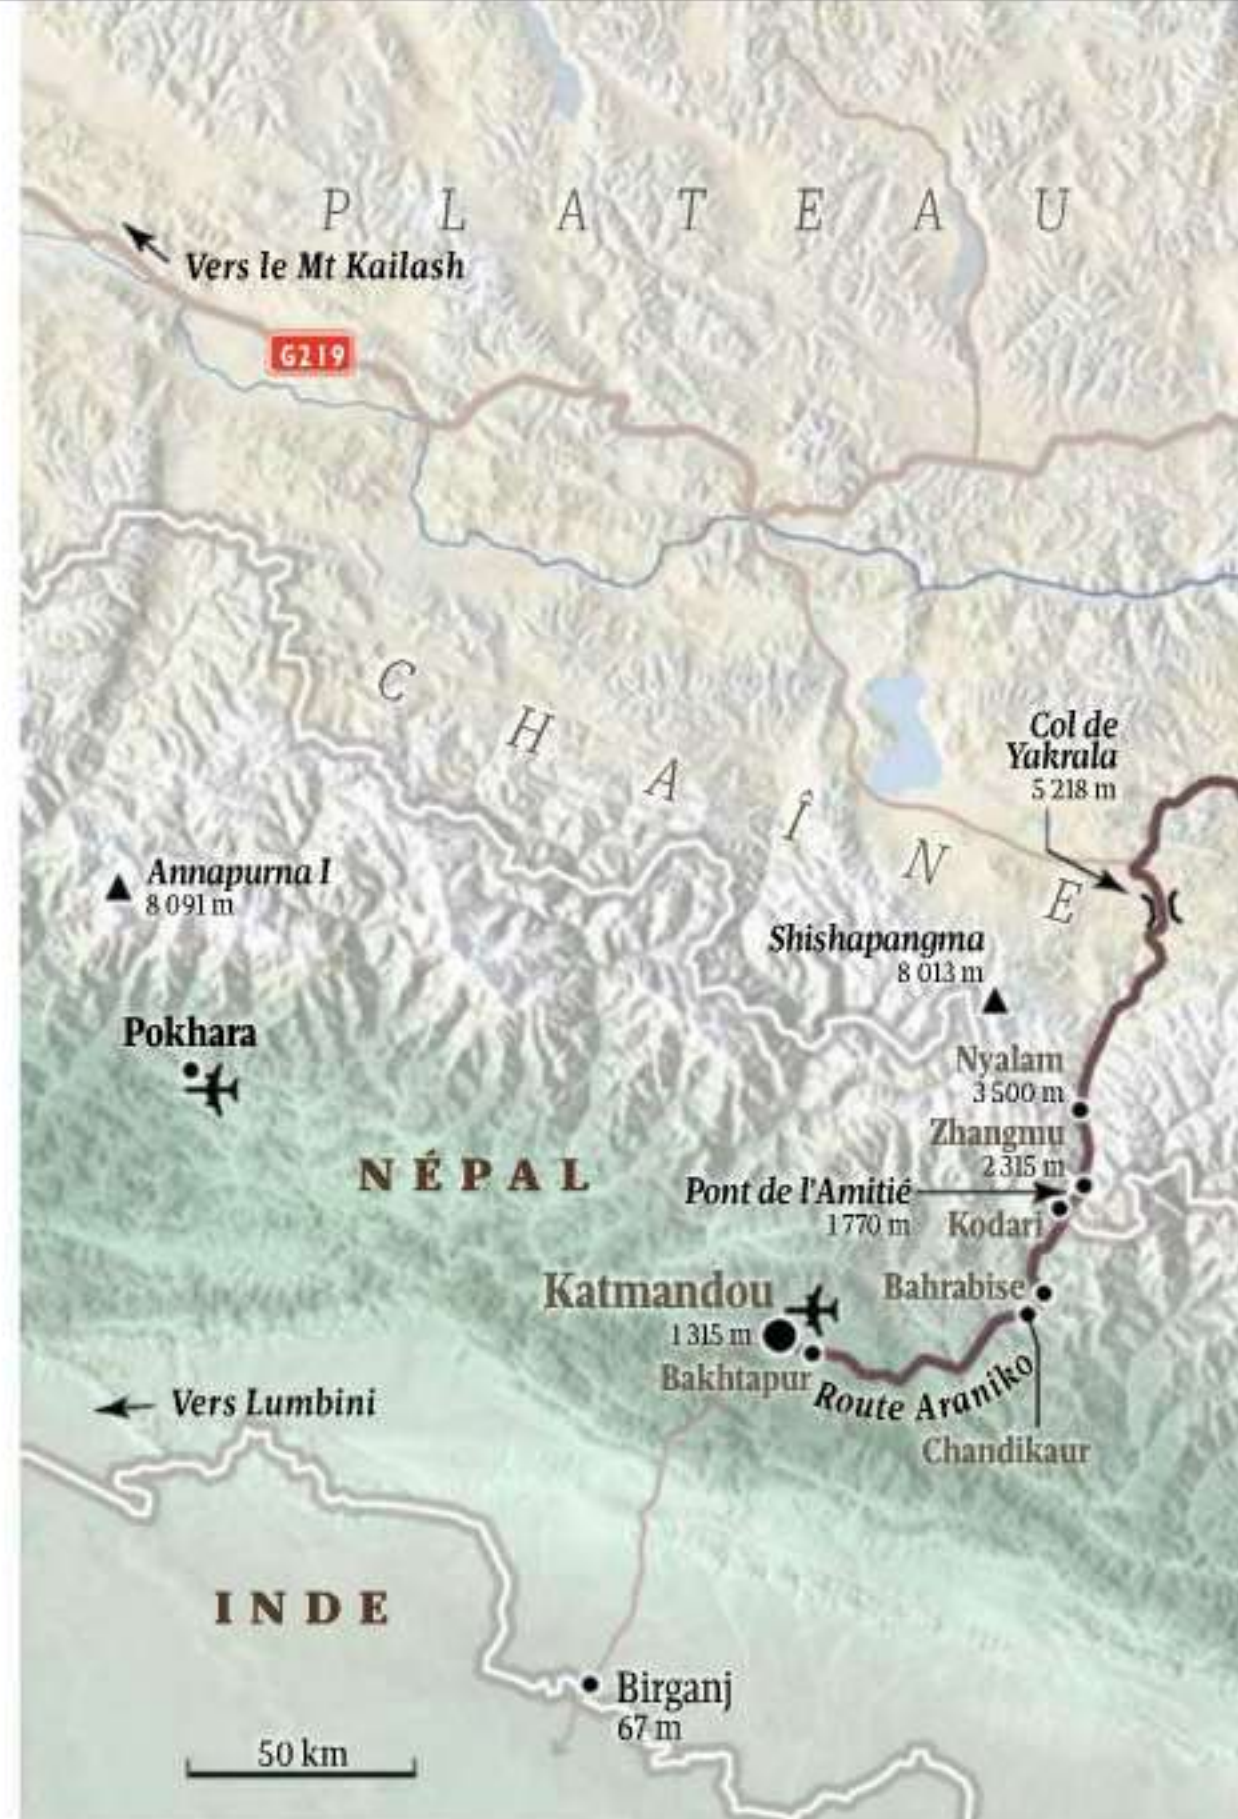 PLATEAU
Vers le Mt Kailash
G219
CHAÎNE
Col de
Yakrala
5 218 m
Annapurna I
8 091 m
Shishapangma
8 013 m
Pokhara
Nyalam
3 500 m
Zhangmu
2 315 m
NÉPAL
Pont de l'Amitié
1 770 m
Kodari
Katmandou
1 315 m
Bahrabise
Bakhtapur
Route Araniko
Vers Lumbini
Chandikaur
INDE
Birganj
67 m
50 km